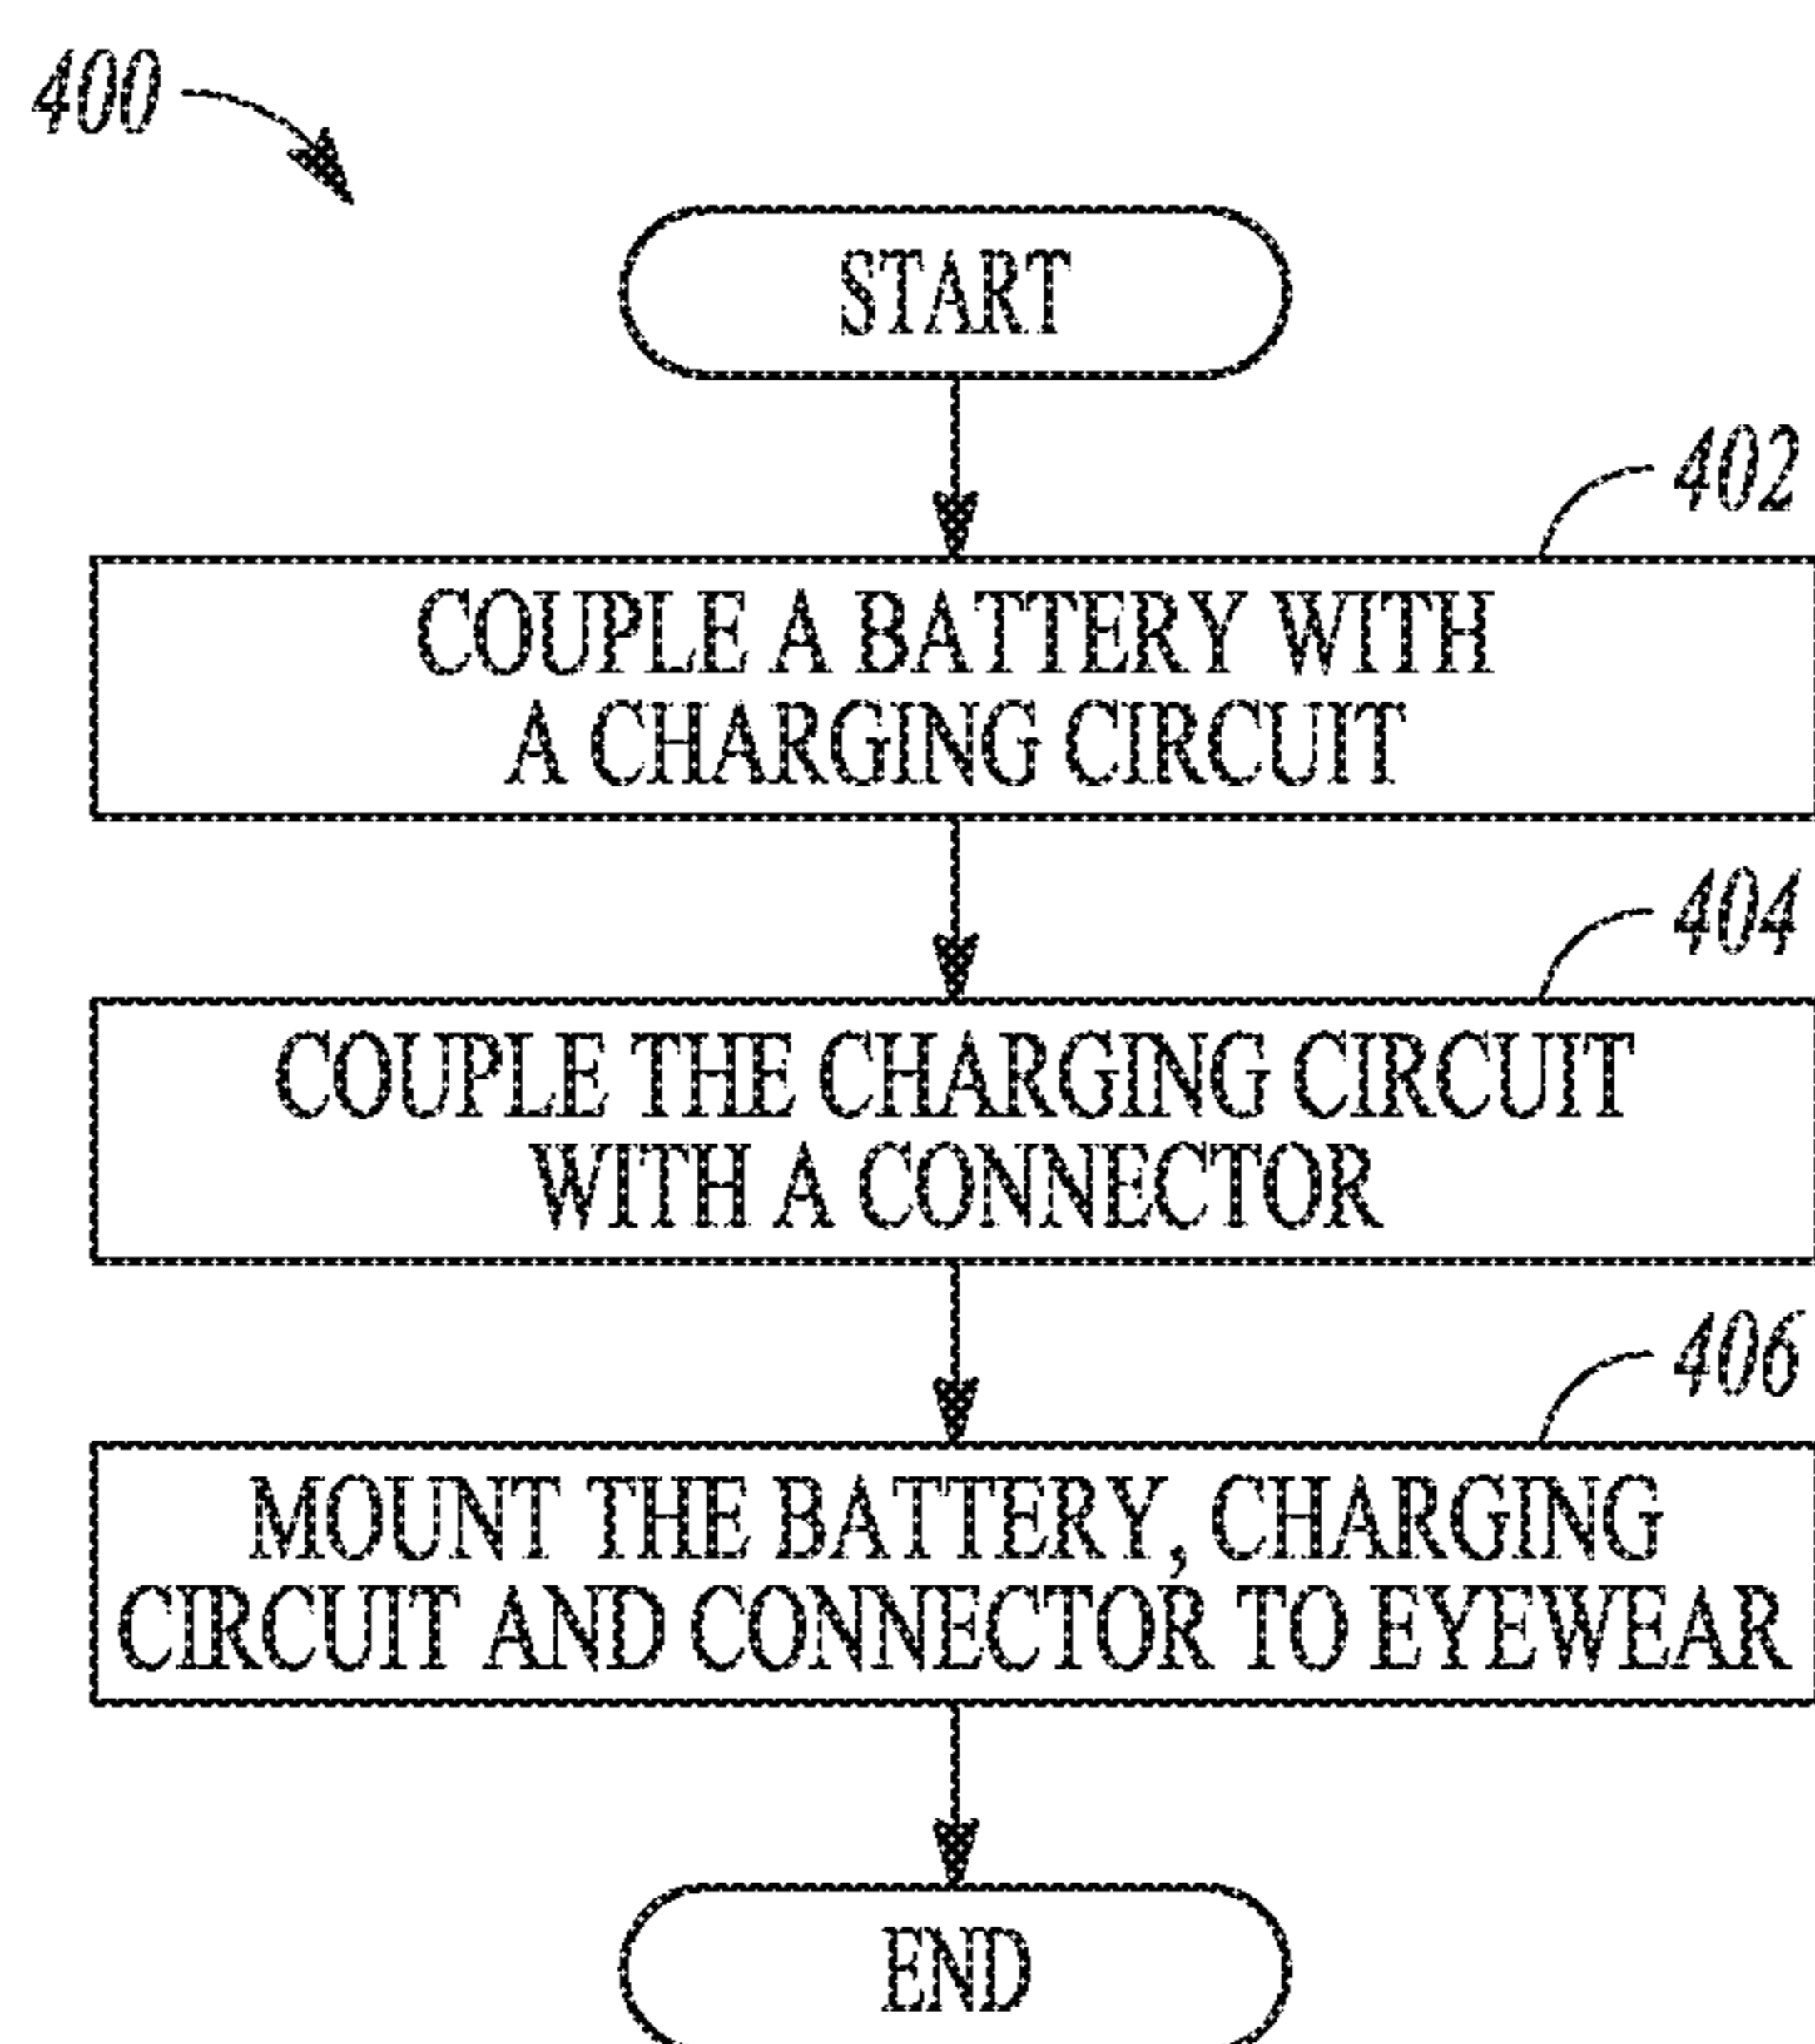 400
START
402
COUPLE A BATTERY WITH
A CHARGING CIRCUIT
404
COUPLE THE CHARGING CIRCUIT
WITH A CONNECTOR
406
MOUNT THE BATTERY, CHARGING
CIRCUIT AND CONNECTOR TO EYEWEAR
END